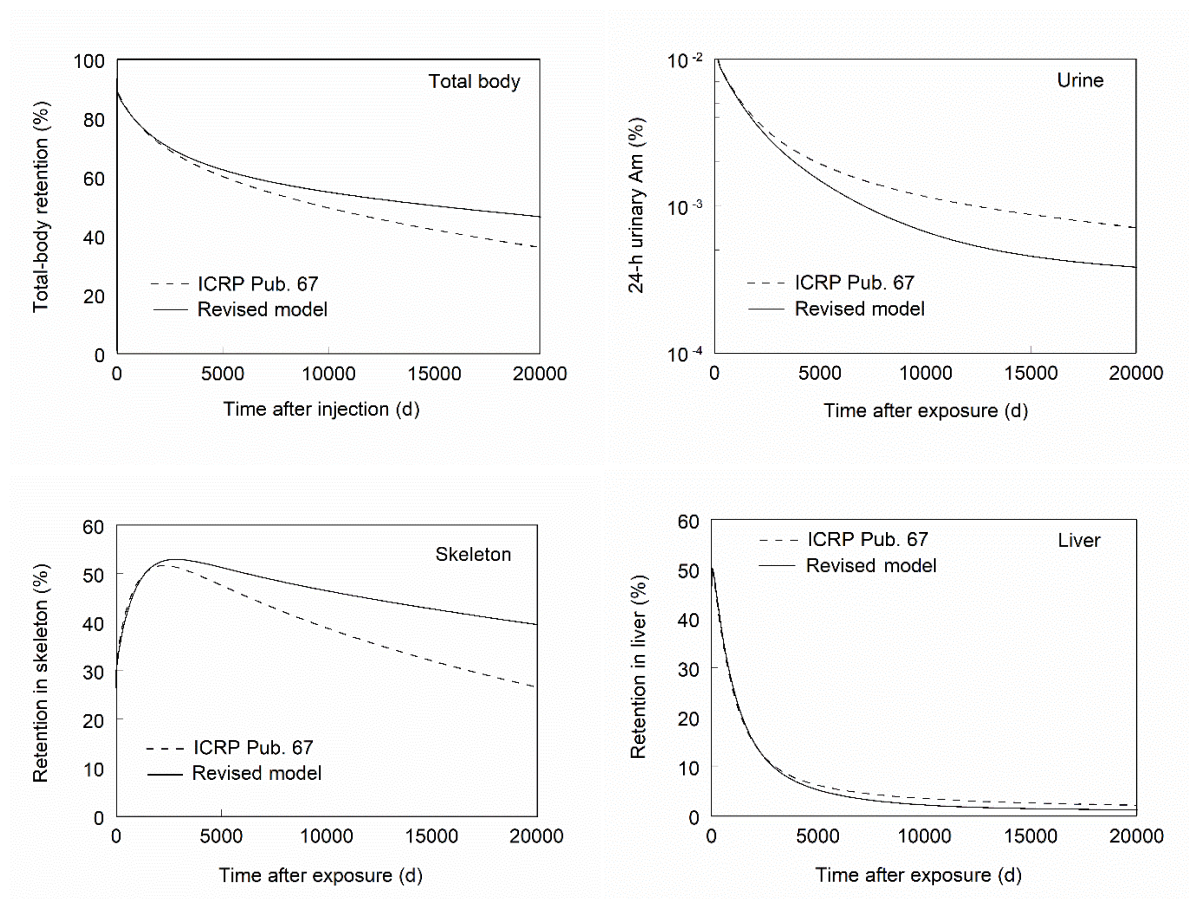 Total body
Total-body retention (%)
100
80
60
40
20
0
ICRP Pub. 67
Revised model
0 5000 10000 15000 20000
Time after injection (d)
Urine
24-h urinary Am (%)
10-2
10-3
10-4
ICRP Pub. 67
Revised model
0 5000 10000 15000 20000
Time after exposure (d)
Skeleton
Retention in skeleton (%)
60
50
40
30
20
10
0
ICRP Pub. 67
Revised model
0 5000 10000 15000 20000
Time after exposure (d)
Liver
Retention in liver (%)
60
50
40
30
20
10
0
ICRP Pub. 67
Revised model
0 5000 10000 15000 20000
Time after exposure (d)